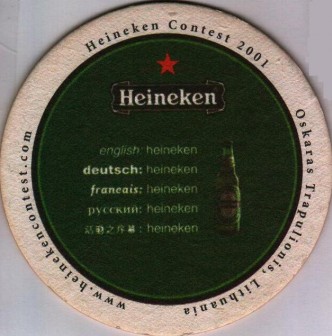 Heineken Contest 2001
Oskaras Trapulionis, Lithuania
www.heinekencontest.com
Heineken
english: heineken
deutsch: heineken
francais: heineken
русский: heineken
: heineken